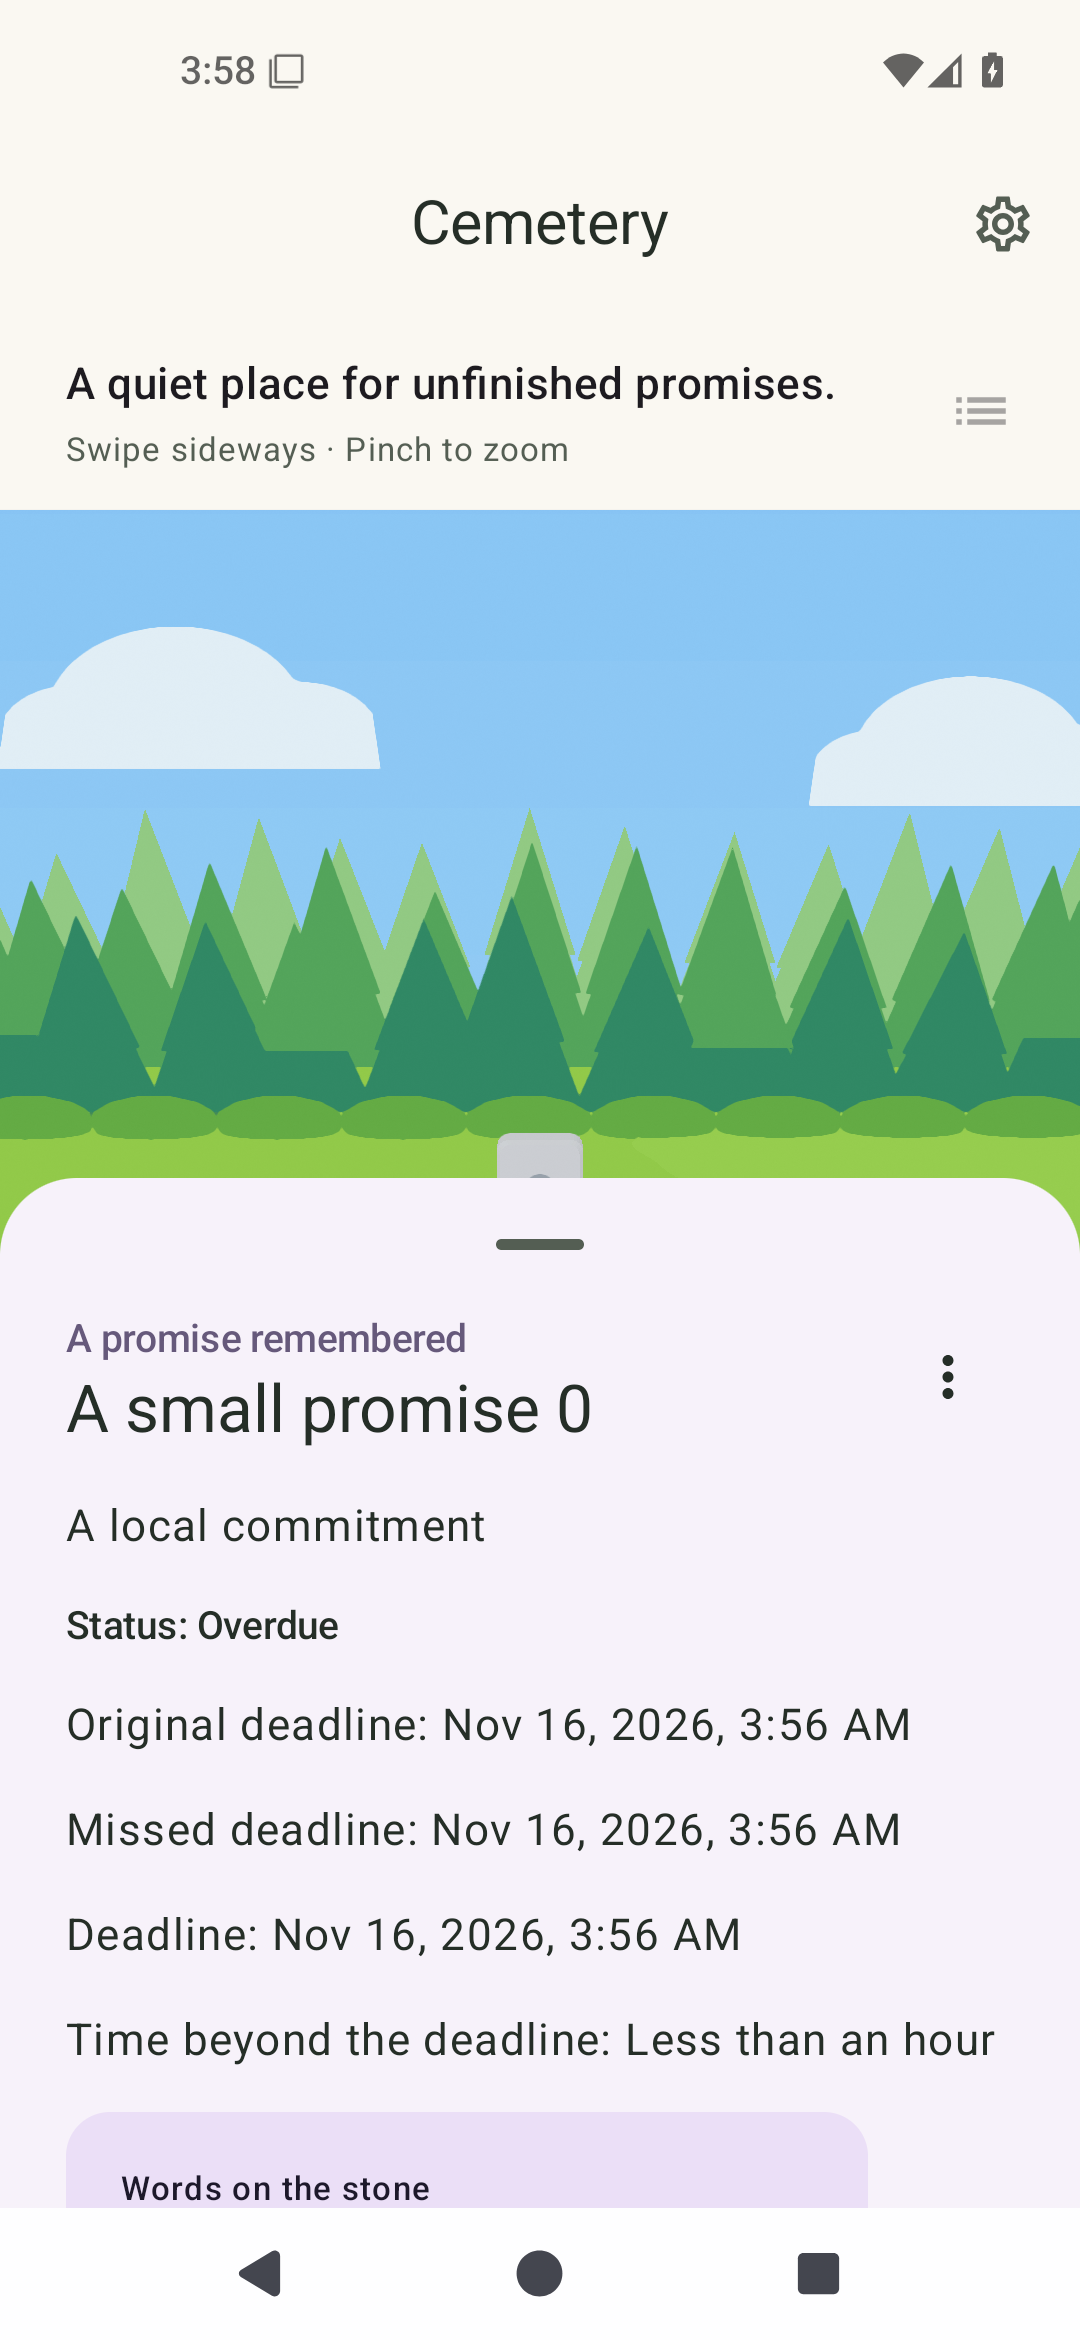 3:58
Cemetery
A quiet place for unfinished promises.
Swipe sideways · Pinch to zoom
A promise remembered
A small promise 0
A local commitment
Status: Overdue
Original deadline: Nov 16, 2026, 3:56 AM
Missed deadline: Nov 16, 2026, 3:56 AM
Deadline: Nov 16, 2026, 3:56 AM
Time beyond the deadline: Less than an hour
Words on the stone